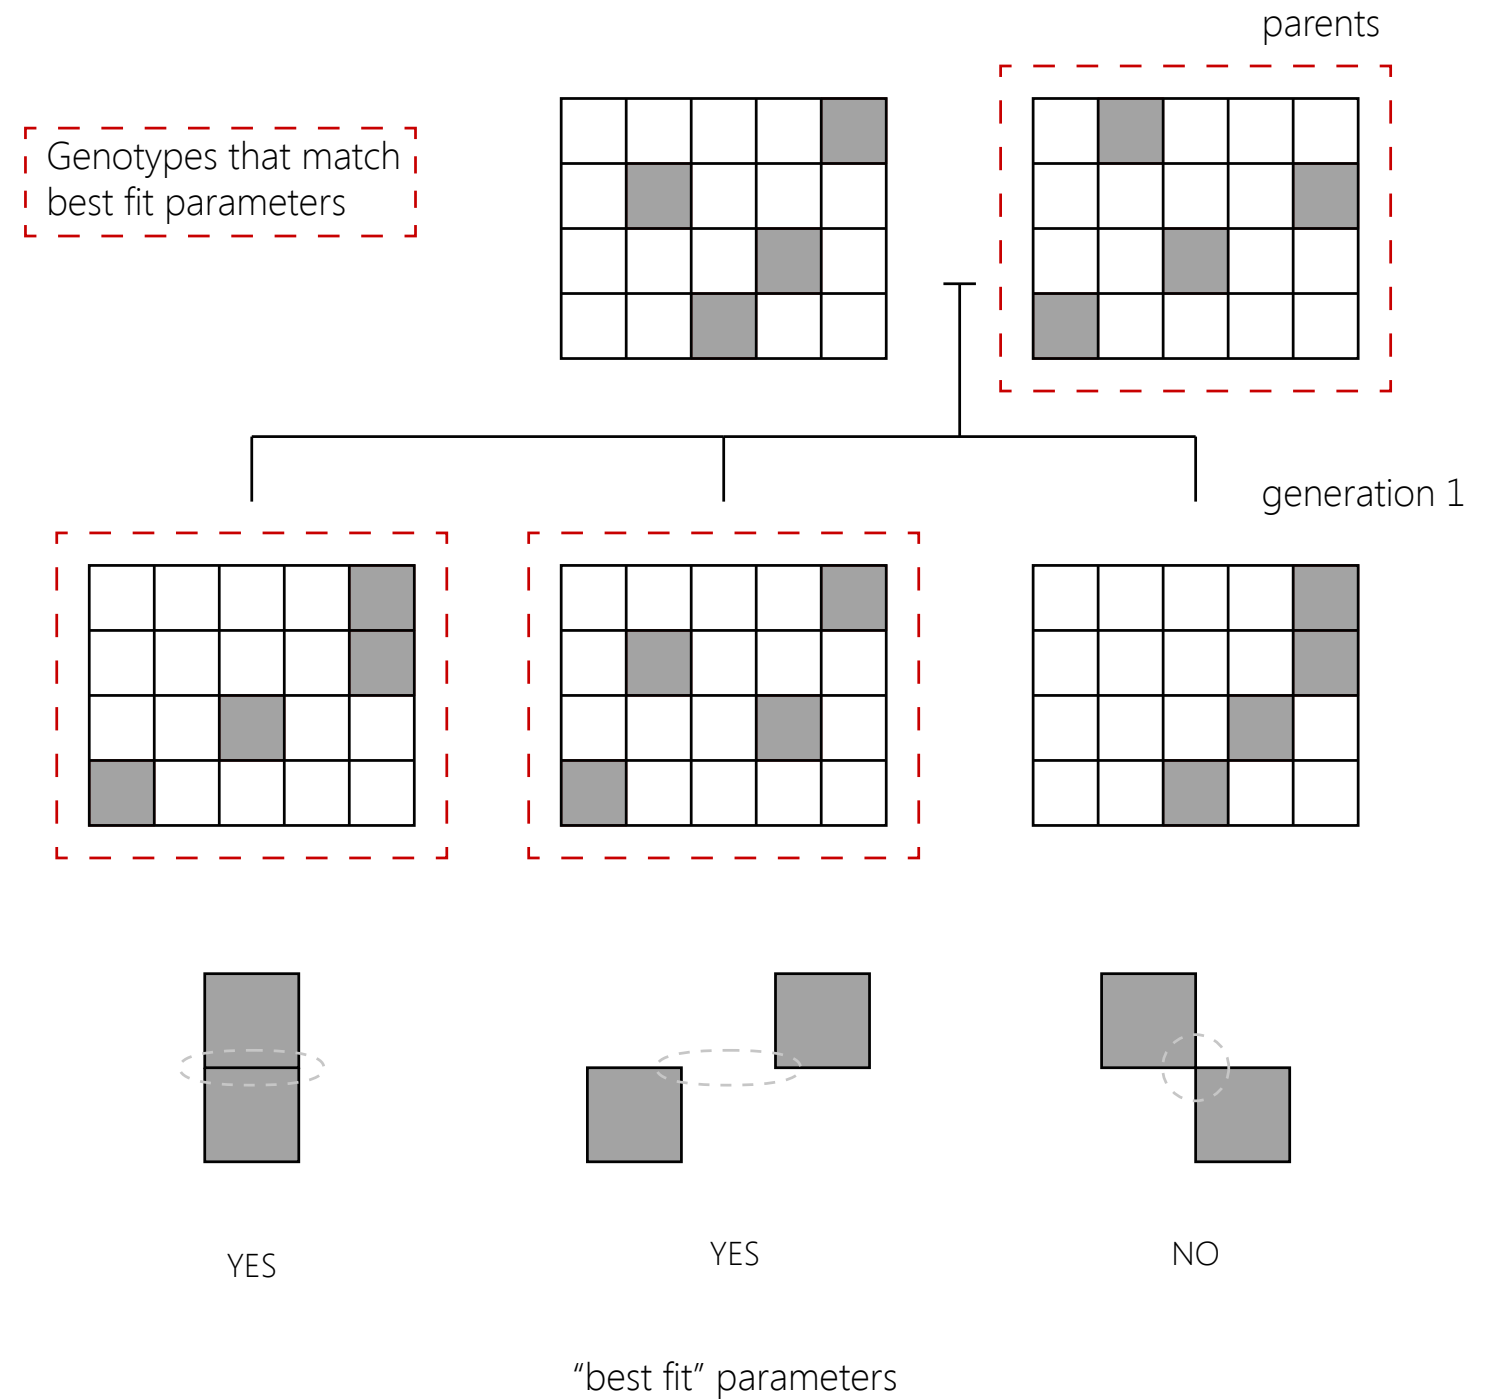 parents
Genotypes that match
best fit parameters
generation 1
YES
YES
NO
“best fit” parameters